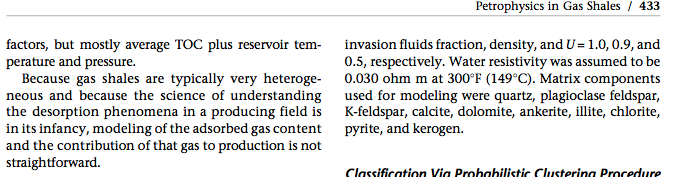 Petrophysics in Gas Shales / 433
factors, but mostly average TOC plus reservoir tem-
perature and pressure.
Because gas shales are typically very heteroge-
neous and because the science of understanding
the desorption phenomena in a producing field is
in its infancy, modeling of the adsorbed gas content
and the contribution of that gas to production is not
straightforward.
invasion fluids fraction, density, and U = 1.0, 0.9, and
0.5, respectively. Water resistivity was assumed to be
0.030 ohm m at 300°F (149°C). Matrix components
used for modeling were quartz, plagioclase feldspar,
K-feldspar, calcite, dolomite, ankerite, illite, chlorite,
pyrite, and kerogen.
Classification Via Probabilistic Clustering Procedure